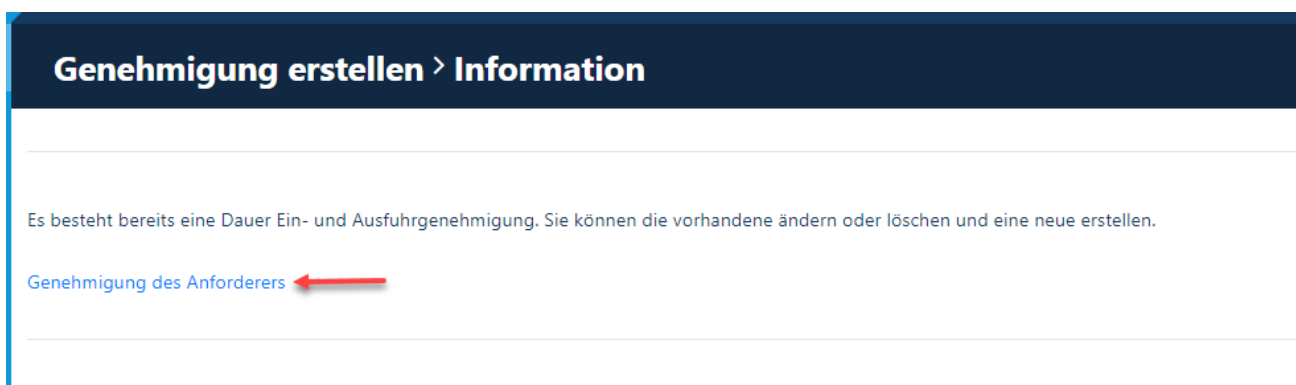 Genehmigung erstellen > Information
Es besteht bereits eine Dauer Ein- und Ausfuhrgenehmigung. Sie können die vorhandene ändern oder löschen und eine neue erstellen.
Genehmigung des Anforderers